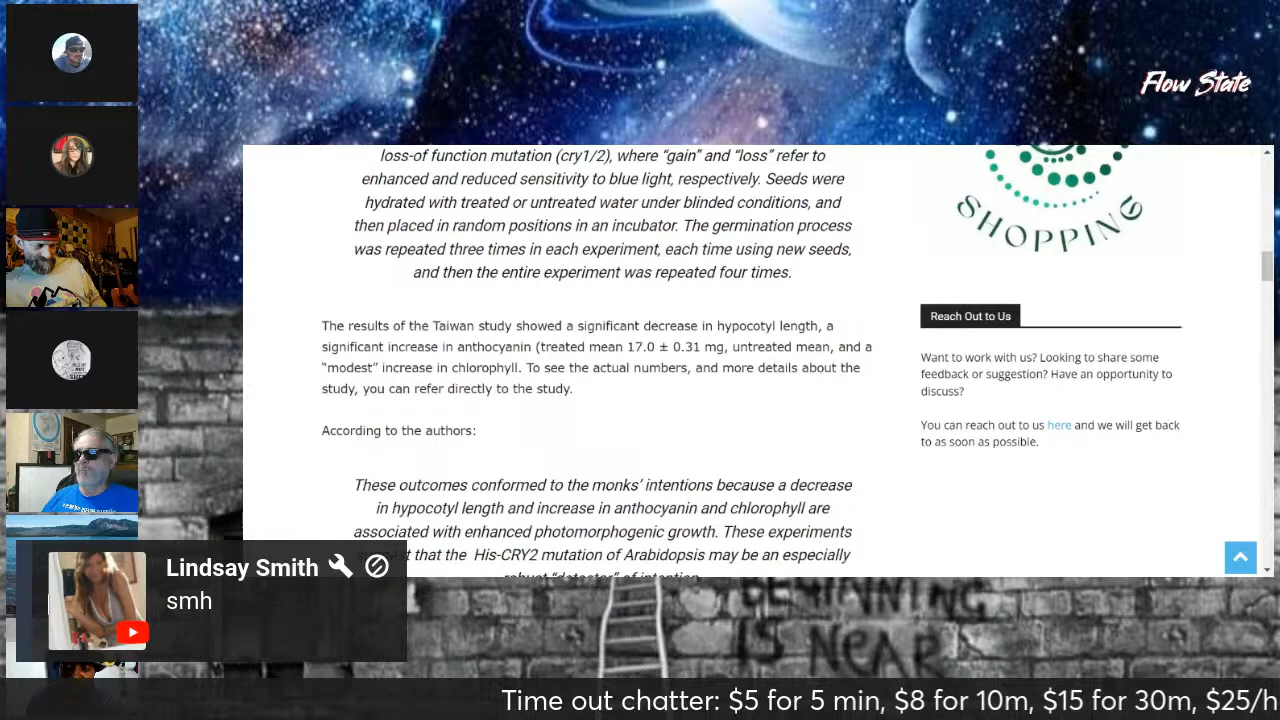 Flow State
loss-of function mutation (cry1/2), where “gain” and “loss” refer to
enhanced and reduced sensitivity to blue light, respectively. Seeds were
hydrated with treated or untreated water under blinded conditions, and
then placed in random positions in an incubator. The germination process
was repeated three times in each experiment, each time using new seeds,
and then the entire experiment was repeated four times.
The results of the Taiwan study showed a significant decrease in hypocotyl length, a
significant increase in anthocyanin (treated mean 17.0 ± 0.31 mg, untreated mean, and a
“modest” increase in chlorophyll. To see the actual numbers, and more details about the
study, you can refer directly to the study.
According to the authors:
These outcomes conformed to the monks’ intentions because a decrease
in hypocotyl length and increase in anthocyanin and chlorophyll are
associated with enhanced photomorphogenic growth. These experiments
suggest that the His-CRY2 mutation of Arabidopsis may be an especially
robust “detector” of intention
SHOPPING
Reach Out to Us
Want to work with us? Looking to share some
feedback or suggestion? Have an opportunity to
discuss?
You can reach out to us here and we will get back
to as soon as possible.
Lindsay Smith
smh
BEGINNING
IS NEAR
Time out chatter: $5 for 5 min, $8 for 10m, $15 for 30m, $25/h